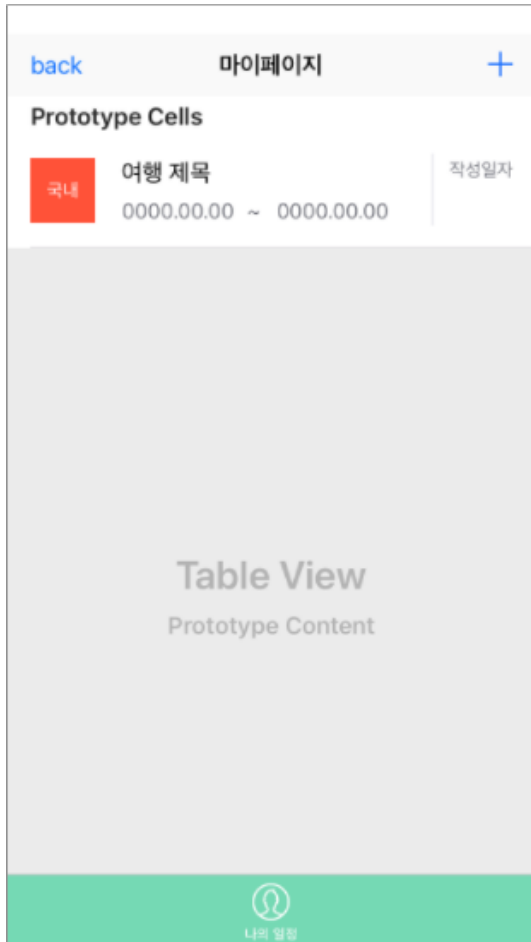 back 마이페이지 +
Prototype Cells
국내 여행 제목 작성일자
0000.00.00 ~ 0000.00.00
Table View
Prototype Content
나의 일정